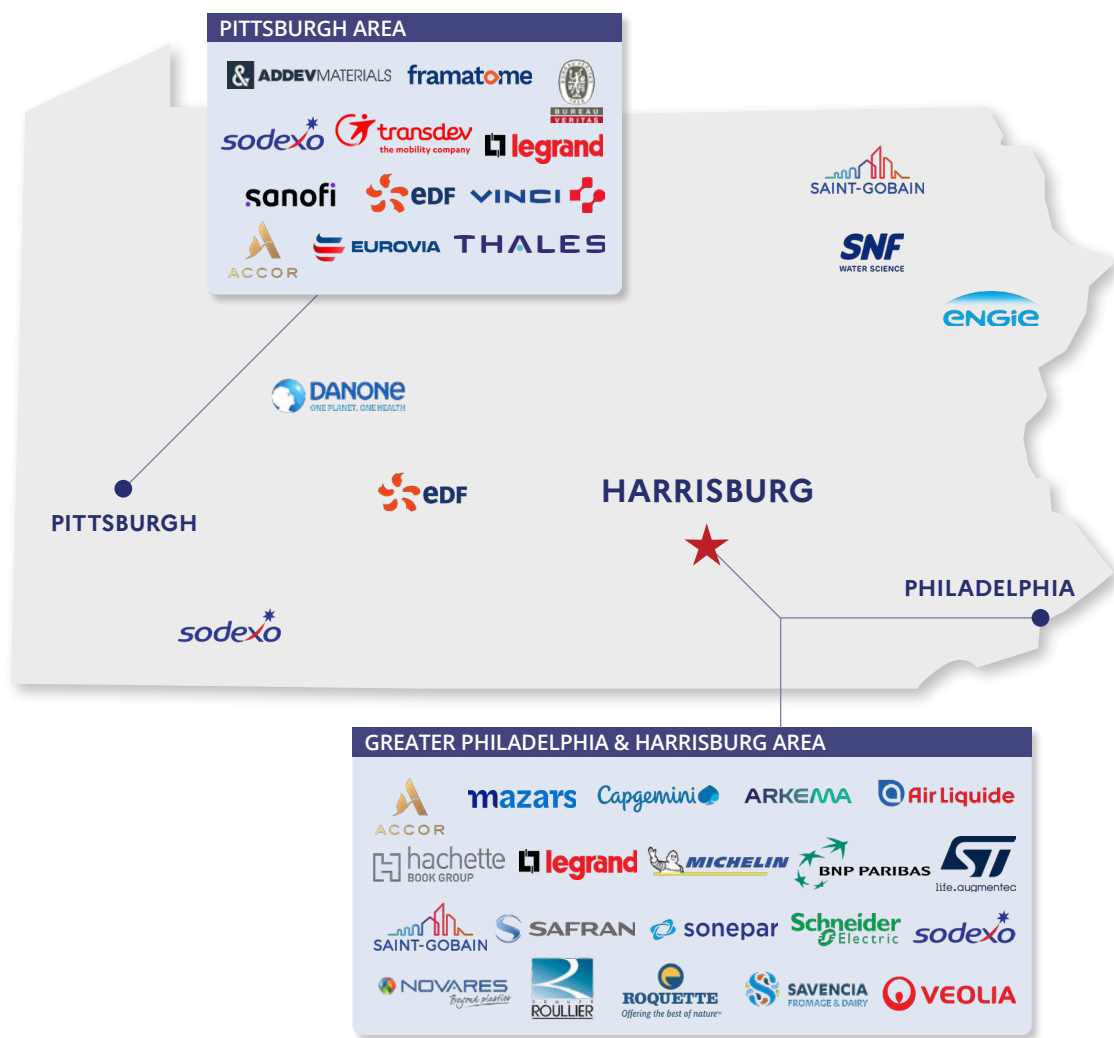 PITTSBURGH AREA
& ADDEVMATERIALS
framatome
BUREAU
VERITAS
sodexo
transdev
the mobility company
legrand
sanofi
eDF
VINCI
ACCOR
EUROVIA
THALES
SAINT-GOBAIN
SNF
WATER SCIENCE
ENGIE
DANONE
ONE PLANET. ONE HEALTH
eDF
HARRISBURG
PITTSBURGH
PHILADELPHIA
sodexo
GREATER PHILADELPHIA & HARRISBURG AREA
ACCOR
mazars
Capgemini
ARKEMA
Air Liquide
hachette
BOOK GROUP
legrand
MICHELIN
BNP PARIBAS
ST
life.augmented
SAINT-GOBAIN
SAFRAN
sonepar
Schneider
Electric
sodexo
NOVARES
Beyond plastics
GROUPE
ROULLIER
ROQUETTE
Offering the best of nature™
SAVENCIA
FROMAGE & DAIRY
VEOLIA